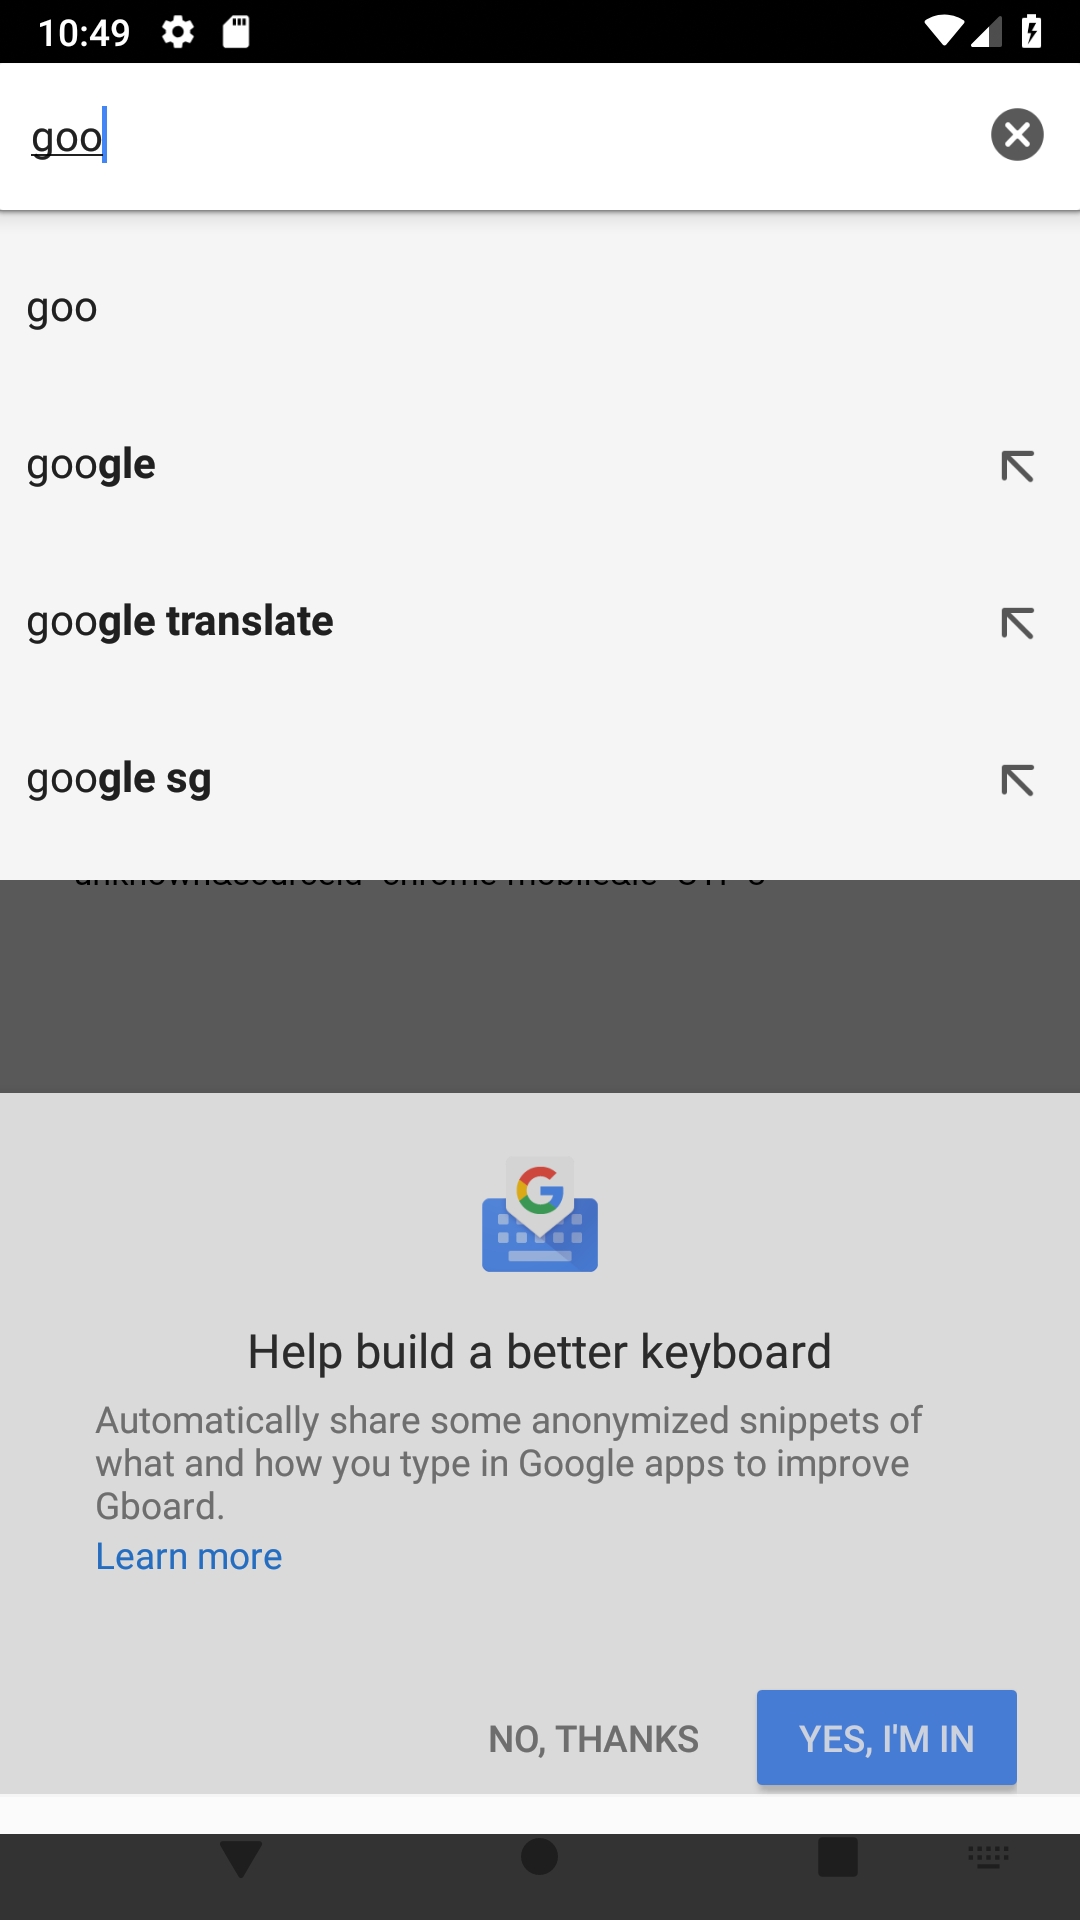 10:49
goo
goo
google
google translate
google sg
Help build a better keyboard
Automatically share some anonymized snippets of
what and how you type in Google apps to improve
Gboard.
Learn more
NO, THANKS
YES, I'M IN